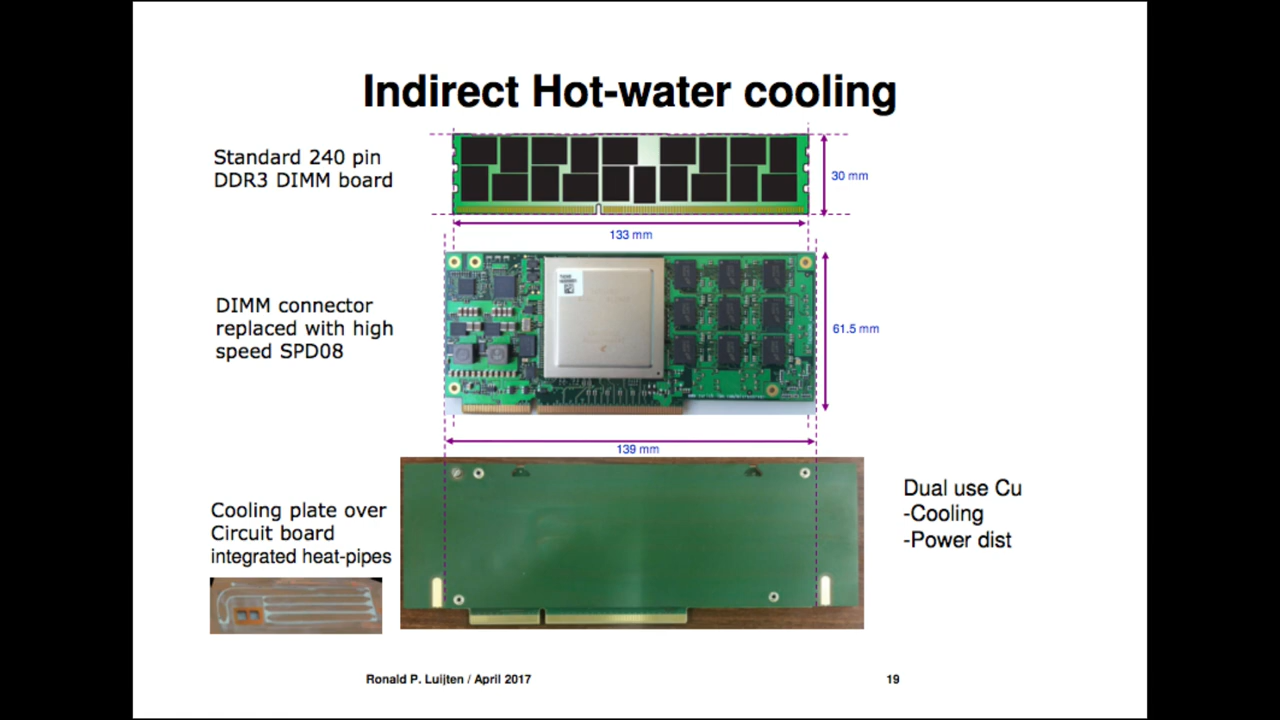 Indirect Hot-water cooling
Standard 240 pin
DDR3 DIMM board
30 mm
133 mm
DIMM connector
replaced with high
speed SPD08
61.5 mm
139 mm
Cooling plate over
Circuit board
integrated heat-pipes
Dual use Cu
-Cooling
-Power dist
Ronald P. Luijten / April 2017
19